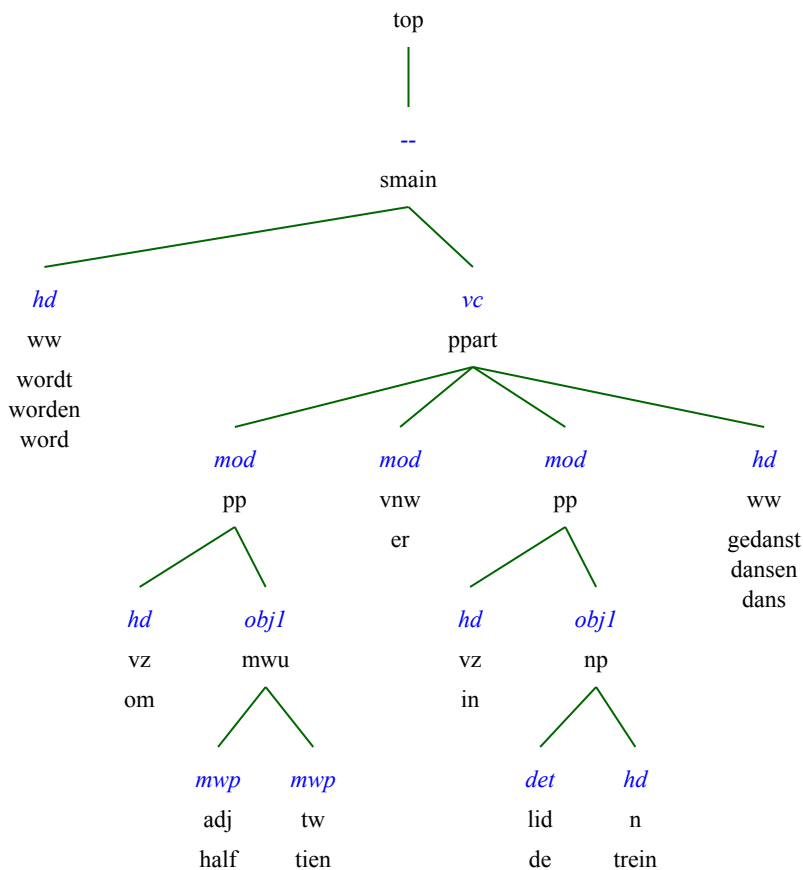 top
--
smain
hd vc
ww ppart
wordt
worden
word
mod mod mod hd
pp vnw pp ww
er gedanst
dansen
dans
hd obj1 hd obj1
vz mwu vz np
om in
mwp mwp det hd
adj tw lid n
half tien de trein